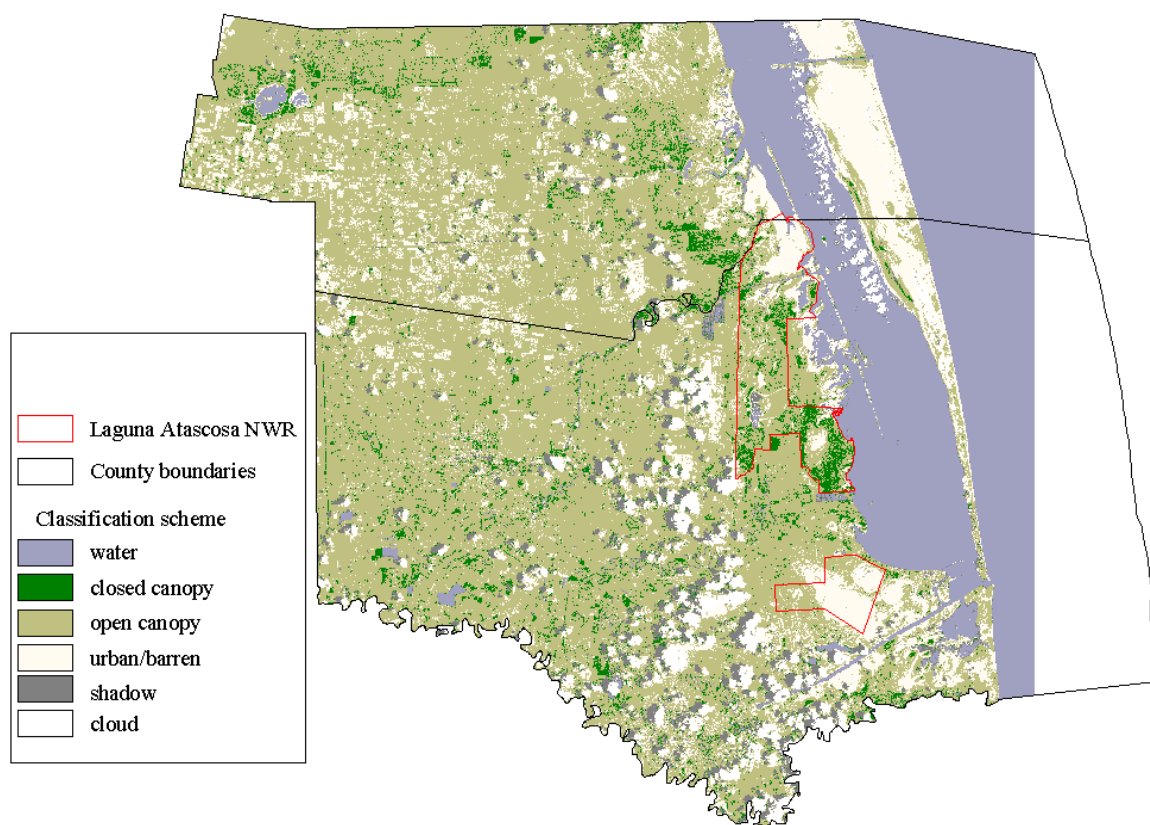 Laguna Atascosa NWR
County boundaries
Classification scheme
water
closed canopy
open canopy
urban/barren
shadow
cloud